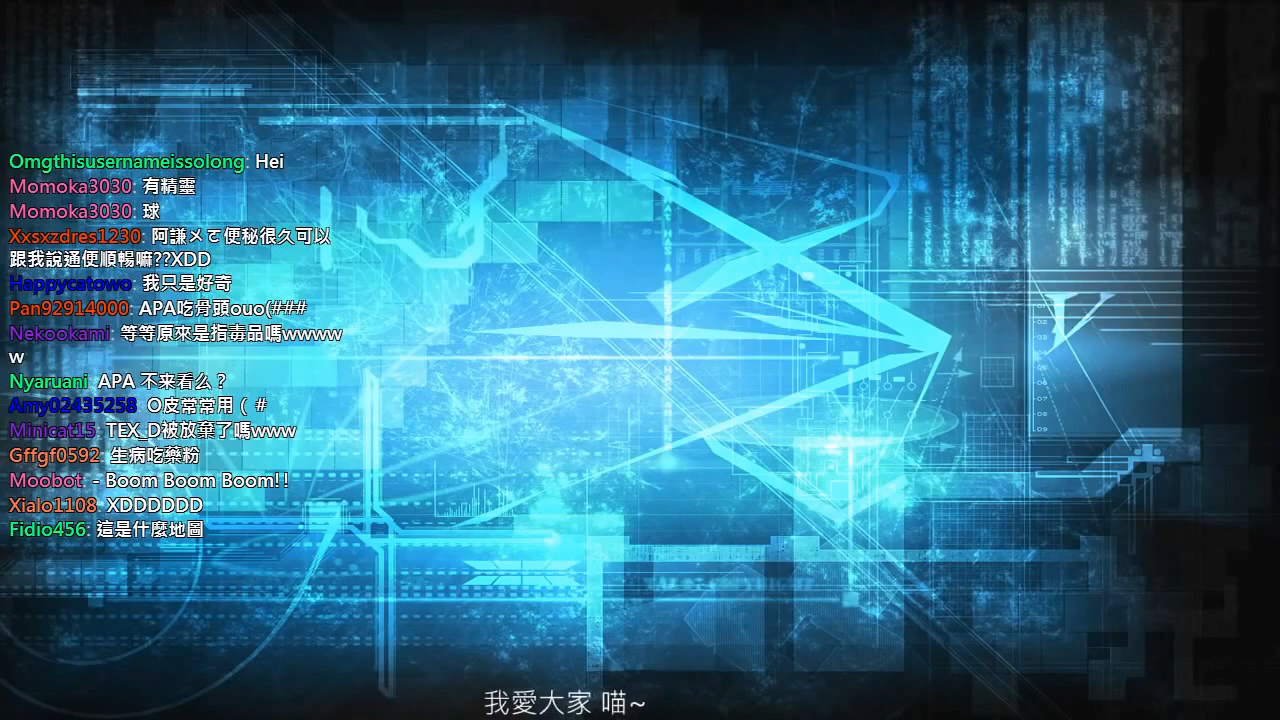 Omgthisusernameissolong: Hei
Momoka3030: 有精靈
Momoka3030: 球
Xxsxzdres1230: 阿謙メで便秘很久可以
跟我說通便順暢嘛??XDD
Happycatowo: 我只是好奇
Pan92914000: APA吃骨頭ouo(###
Nekookami: 等等原來是指毒品嗎wwww
w
Nyaruani: APA 不来看么？
Amy02435258: O皮常常用（ #
Minicat15: TEX_D被放棄了嗎www
Gffgf0592: 生病吃藥粉
Moobot: - Boom Boom Boom!!
Xialo1108: XDDDDDD
Fidio456: 這是什麼地圖
我愛大家 喵~